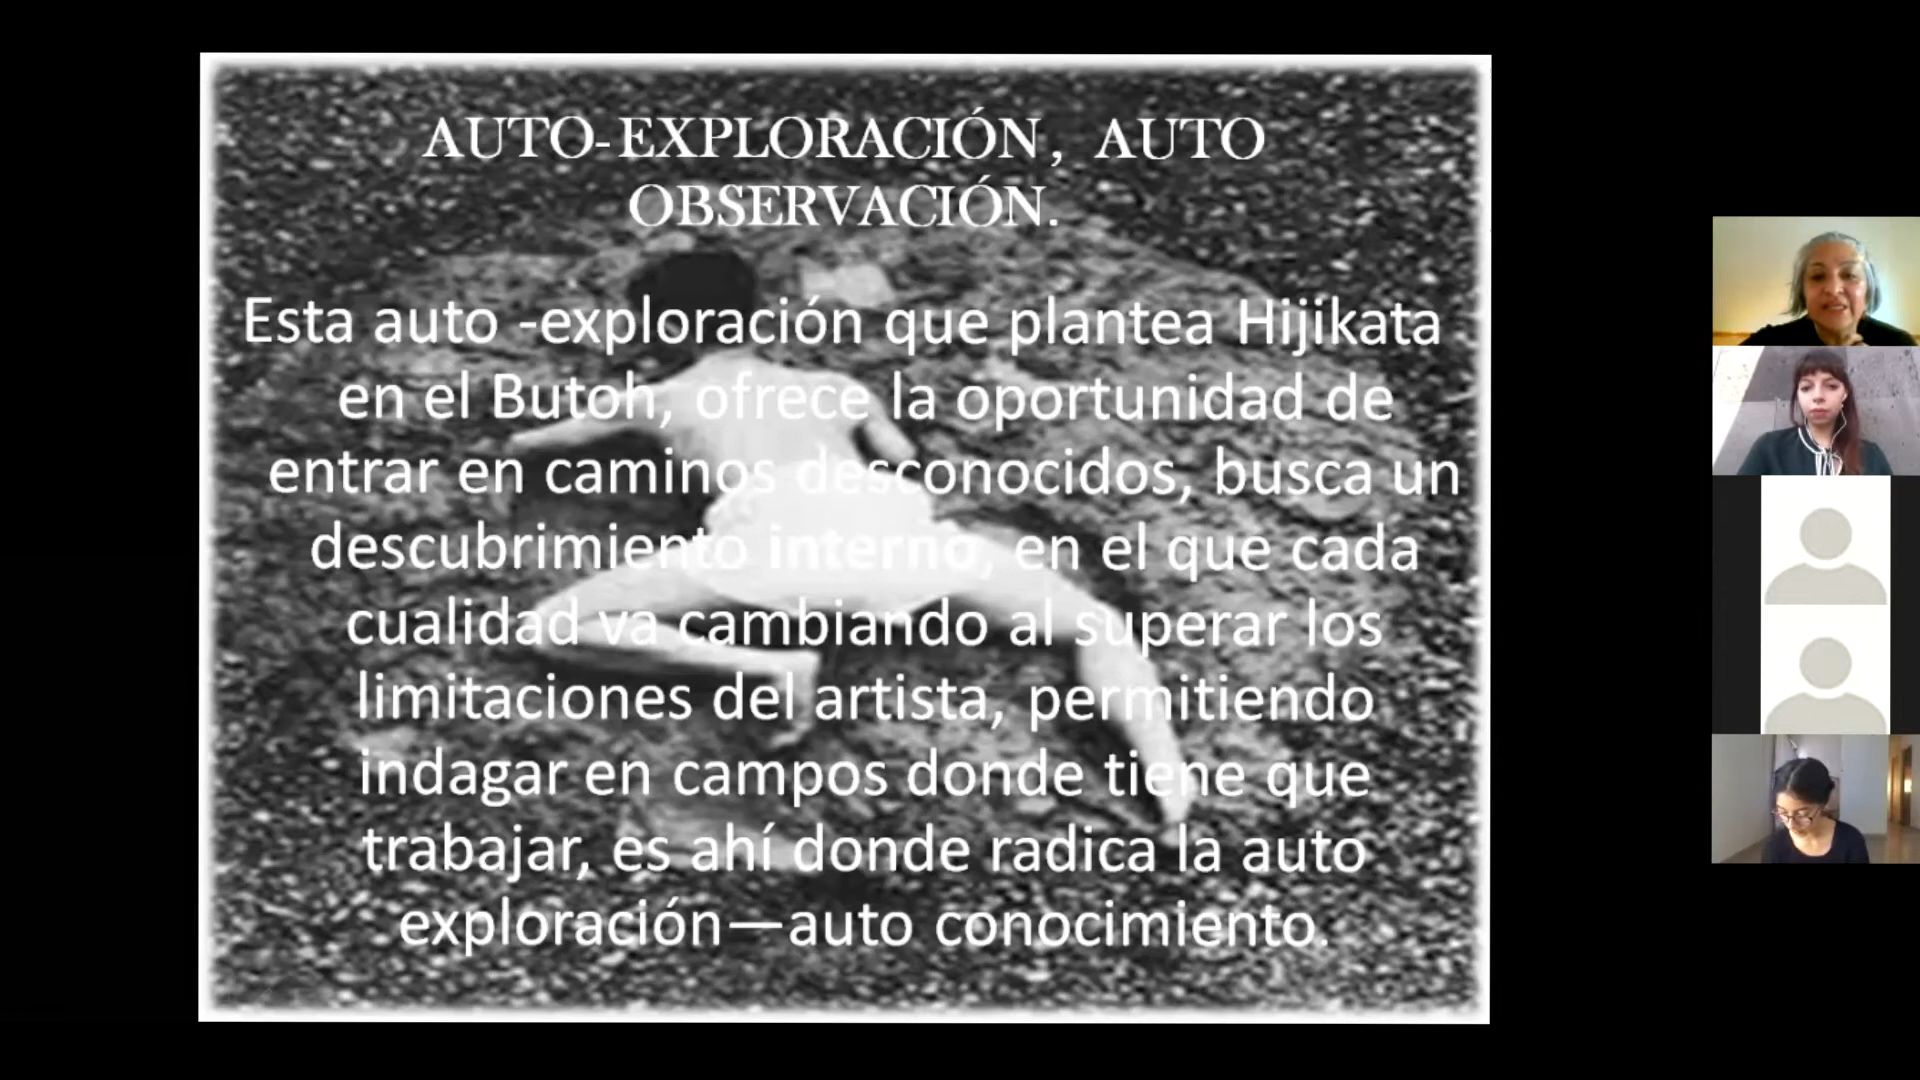 AUTO-EXPLORACIÓN, AUTO
OBSERVACIÓN.
Esta auto -exploración que plantea Hijikata
en el Butoh, ofrece la oportunidad de
entrar en caminos desconocidos, busca un
descubrimiento interno, en el que cada
cualidad va cambiando al superar los
limitaciones del artista, permitiendo
indagar en campos donde tiene que
trabajar, es ahí donde radica la auto
exploración—auto conocimiento.